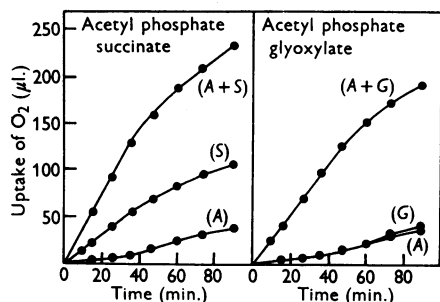 Acetyl phosphate
succinate
Acetyl phosphate
glyoxylate
Uptake of O₂ (μl.)
250
200
150
100
50
(A + S)
(S)
(A)
(A + G)
(G)
(A)
0 20 40 60 80
0 20 40 60 80
Time (min.)
Time (min.)